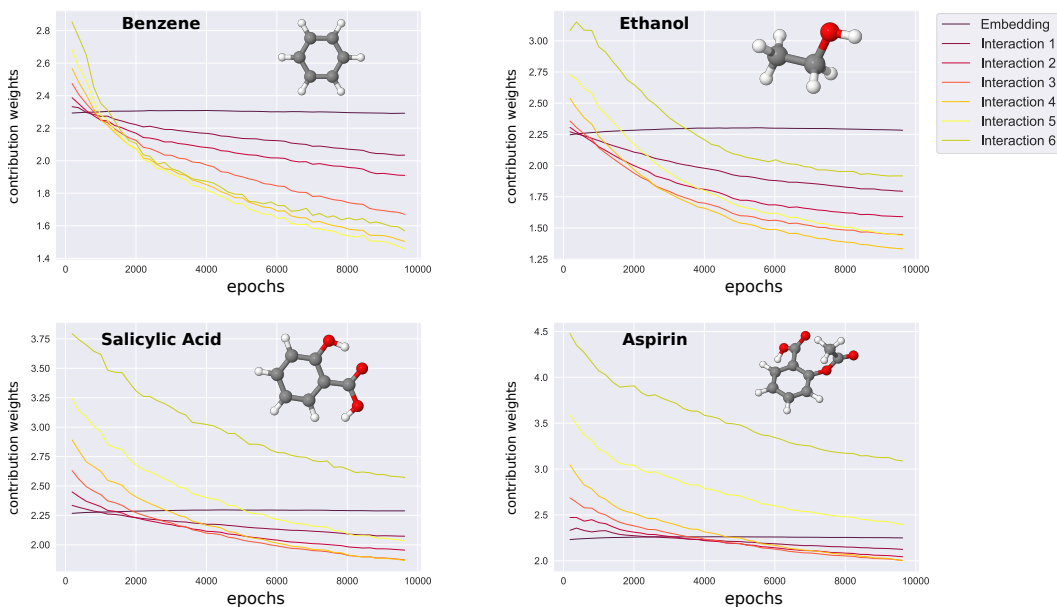 Benzene
contribution weights
2.8
2.6
2.4
2.2
2.0
1.8
1.6
1.4
0
2000
4000
6000
8000
10000
epochs
Ethanol
contribution weights
3.00
2.75
2.50
2.25
2.00
1.75
1.50
1.25
0
2000
4000
6000
8000
10000
epochs
Embedding
Interaction 1
Interaction 2
Interaction 3
Interaction 4
Interaction 5
Interaction 6
Salicylic Acid
contribution weights
3.75
3.50
3.25
3.00
2.75
2.50
2.25
2.00
0
2000
4000
6000
8000
10000
epochs
Aspirin
contribution weights
4.5
4.0
3.5
3.0
2.5
2.0
0
2000
4000
6000
8000
10000
epochs